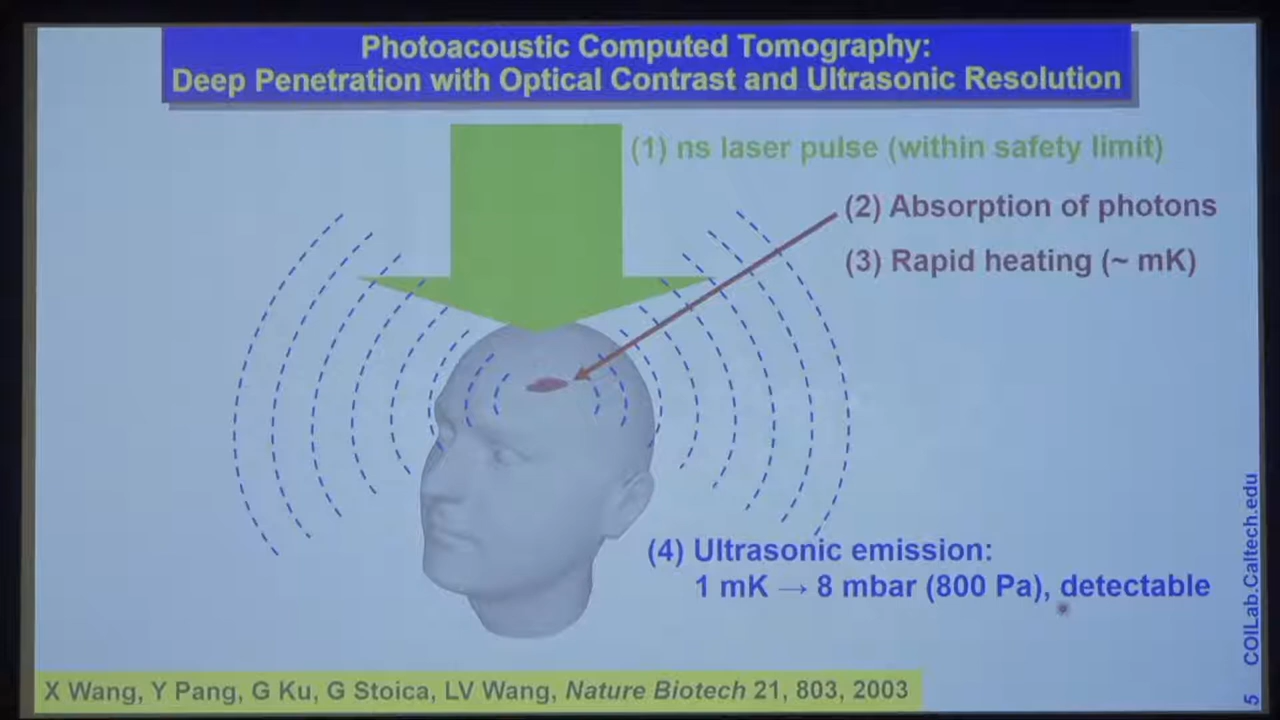 Photoacoustic Computed Tomography:
Deep Penetration with Optical Contrast and Ultrasonic Resolution
(1) ns laser pulse (within safety limit)
(2) Absorption of photons
(3) Rapid heating (~ mK)
(4) Ultrasonic emission:
1 mK → 8 mbar (800 Pa), detectable
X Wang, Y Pang, G Ku, G Stoica, LV Wang, Nature Biotech 21, 803, 2003
COILab.Caltech.edu
5